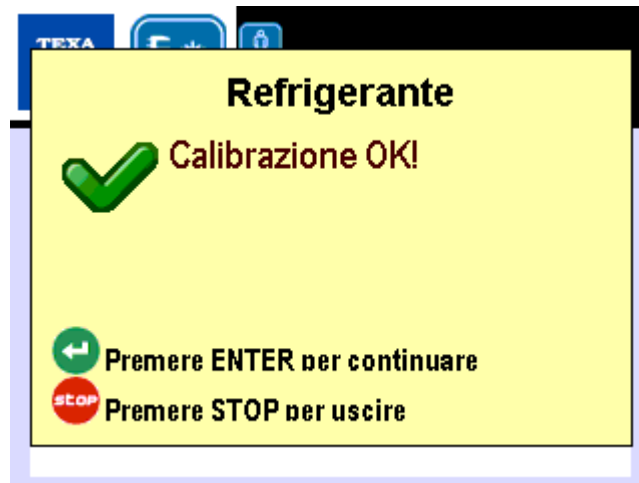 TEXA
Refrigerante
Calibrazione OK!
Premere ENTER per continuare
stop Premere STOP per uscire